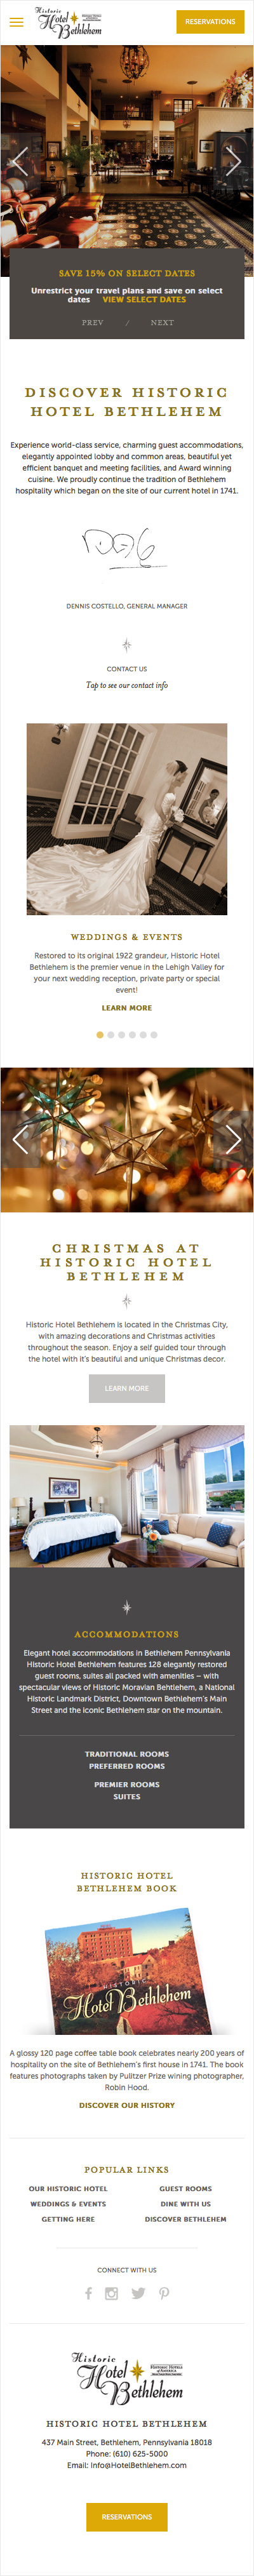 Historic
Hotel
Bethlehem
RESERVATIONS
SAVE 15% ON SELECT DATES
Unrestrict your travel plans and save on select
dates VIEW SELECT DATES
PREV / NEXT
DISCOVER HISTORIC
HOTEL BETHLEHEM
Experience world-class service, charming guest accommodations,
elegantly appointed lobby and common areas, beautiful yet
efficient banquet and meeting facilities, and Award winning
cuisine. We proudly continue the tradition of Bethlehem
hospitality which began on the site of our current hotel in 1741.
DENNIS COSTELLO, GENERAL MANAGER
CONTACT US
Tap to see our contact info
WEDDINGS & EVENTS
Restored to its original 1922 grandeur, Historic Hotel
Bethlehem is the premier venue in the Lehigh Valley for
your next wedding reception, private party or special
event!
LEARN MORE
CHRISTMAS AT
HISTORIC HOTEL
BETHLEHEM
Historic Hotel Bethlehem is located in the Christmas City,
with amazing decorations and Christmas activities
throughout the season. Enjoy a self guided tour through
the hotel with it's beautiful and unique Christmas decor.
LEARN MORE
ACCOMMODATIONS
Elegant hotel accommodations in Bethlehem Pennsylvania
Historic Hotel Bethlehem features 128 elegantly restored
guest rooms, suites all packed with amenities – with
spectacular views of Historic Moravian Behtlehem, a National
Historic Landmark District, Downtown Bethlehem's Main
Street and the iconic Bethlehem star on the mountain.
TRADITIONAL ROOMS
PREFERRED ROOMS
PREMIER ROOMS
SUITES
HISTORIC HOTEL
BETHLEHEM BOOK
HISTORIC
Hotel Bethlehem
A glossy 120 page coffee table book celebrates nearly 200 years of
hospitality on the site of Bethlehem's first house in 1741. The book
features photographs taken by Pulitzer Prize wining photographer,
Robin Hood.
DISCOVER OUR HISTORY
POPULAR LINKS
OUR HISTORIC HOTEL GUEST ROOMS
WEDDINGS & EVENTS DINE WITH US
GETTING HERE DISCOVER BETHLEHEM
CONNECT WITH US
Historic
Hotel
HISTORIC HOTELS
of AMERICA
Bethlehem
HISTORIC HOTEL BETHLEHEM
437 Main Street, Bethlehem, Pennsylvania 18018
Phone: (610) 625-5000
Email: Info@HotelBethlehem.com
RESERVATIONS